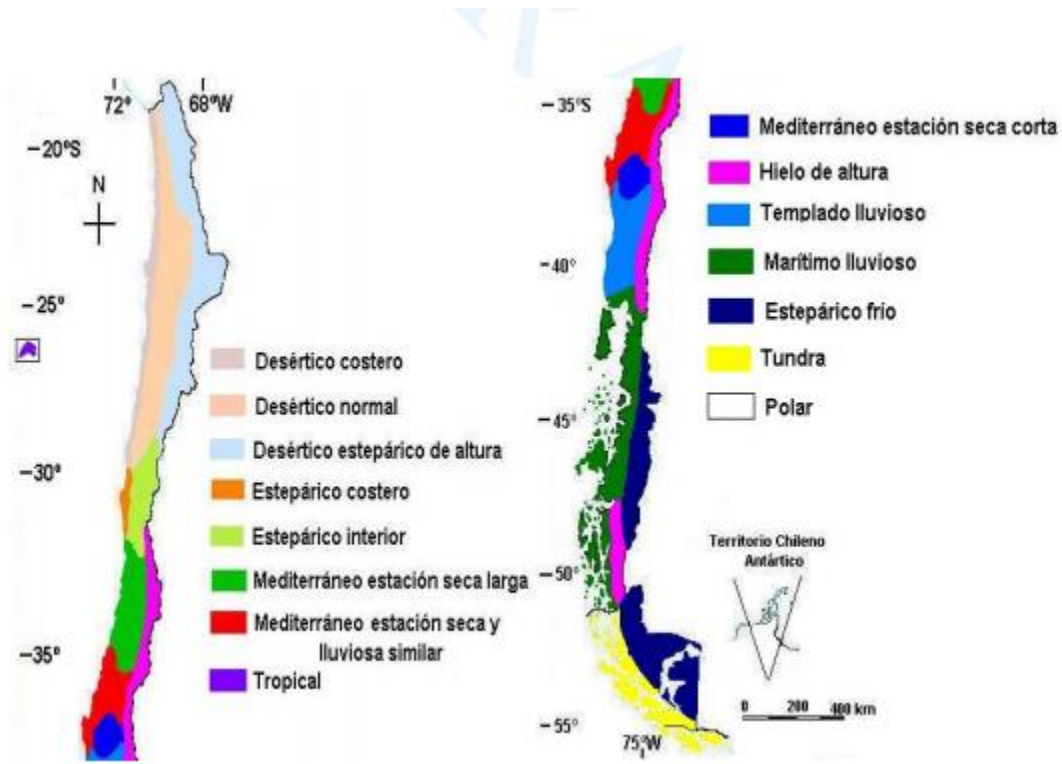 72°
68°W
20°S
N
25°
30°
35°
Desértico costero
Desértico normal
Desértico estepárico de altura
Estepárico costero
Estepárico interior
Mediterráneo estación seca larga
Mediterráneo estación seca y
lluviosa similar
Tropical
35°S
40°
45°
50°
55°
75°W
Mediterráneo estación seca corta
Hielo de altura
Templado lluvioso
Marítimo lluvioso
Estepárico frío
Tundra
Polar
Territorio Chileno
Antártico
0 200 400 km